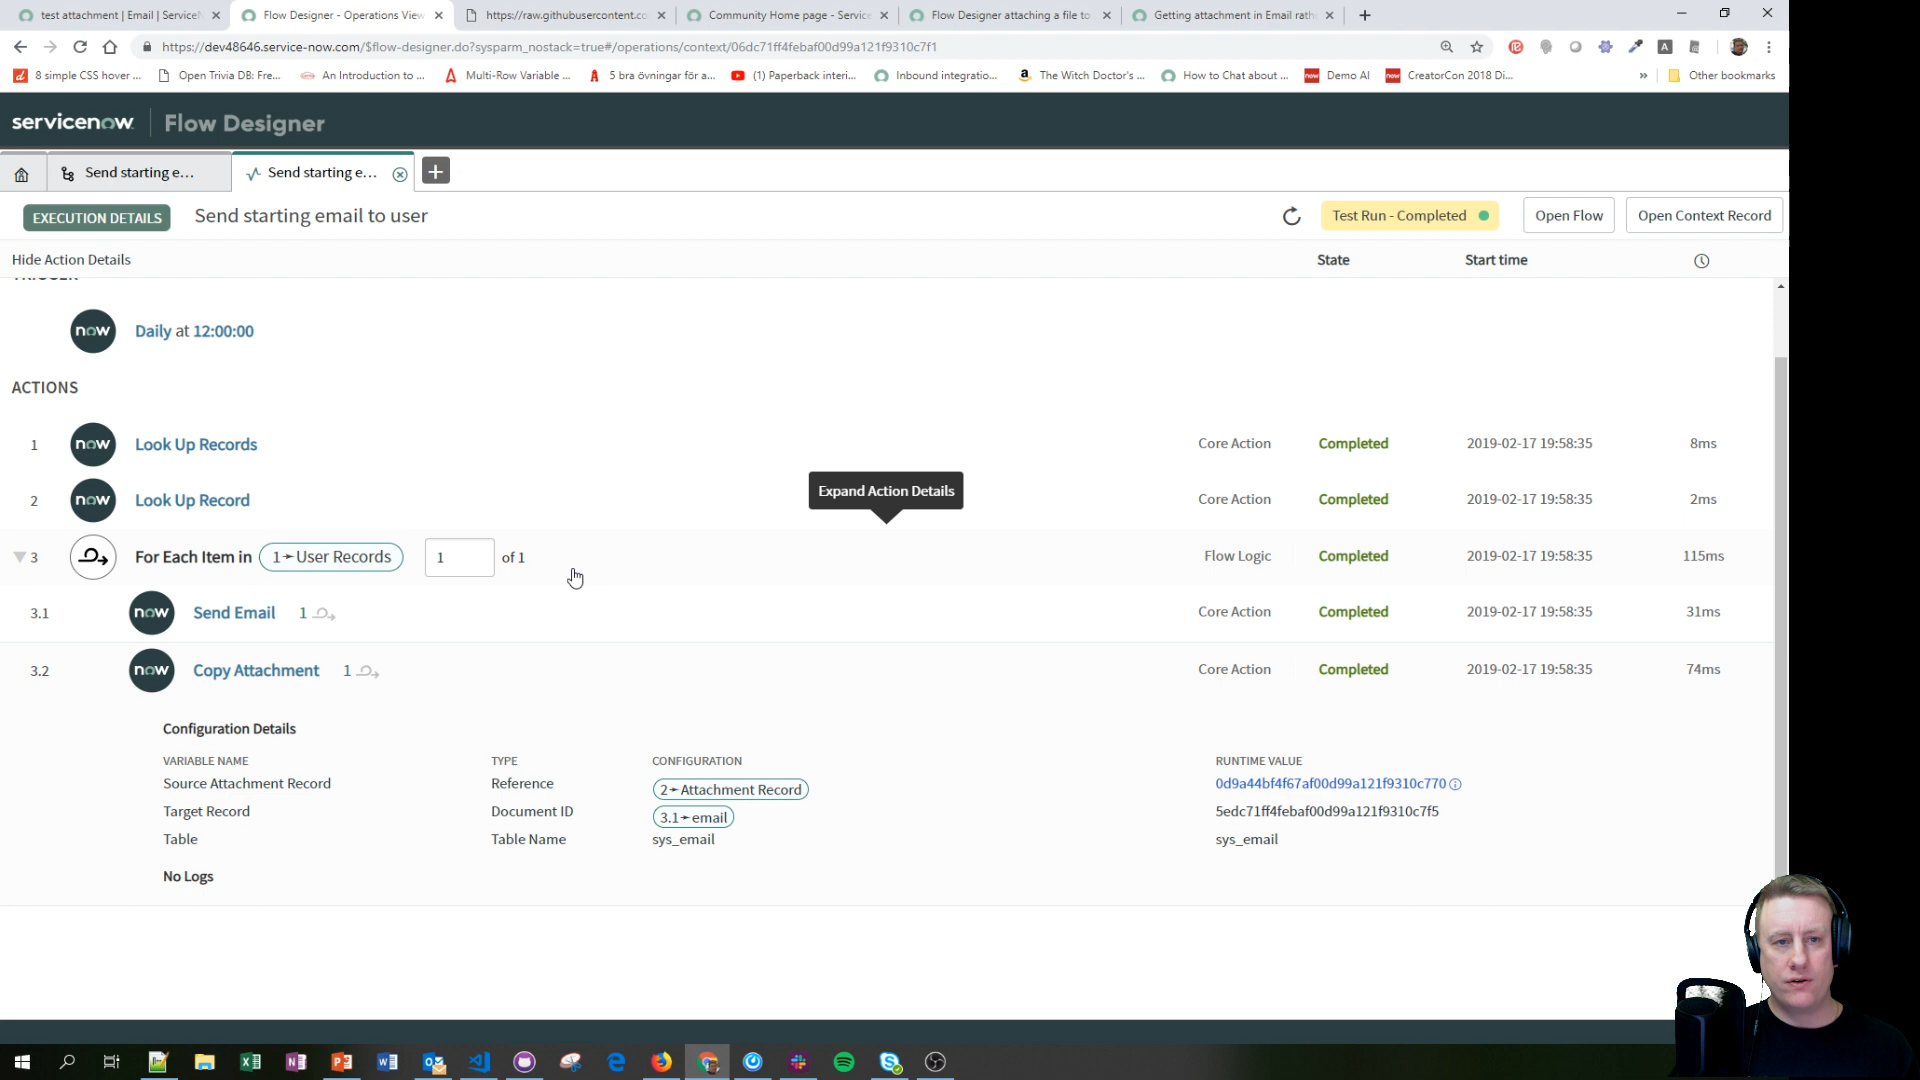 test attachment | Email | ServiceN
Flow Designer - Operations View
https://raw.githubusercontent.co
Community Home page - Service
Flow Designer attaching a file to
Getting attachment in Email rath
https://dev48646.service-now.com/$flow-designer.do?sysparm_nostack=true#/operations/context/06dc71ff4febaf00d99a121f9310c7f1
8 simple CSS hover ...
Open Trivia DB: Fre...
An Introduction to ...
Multi-Row Variable ...
5 bra övningar för a...
(1) Paperback interi...
Inbound integratio...
The Witch Doctor's ...
How to Chat about ...
Demo AI
CreatorCon 2018 Di...
»
Other bookmarks
servicenow
Flow Designer
Send starting e...
Send starting e...
EXECUTION DETAILS
Send starting email to user
Test Run - Completed
Open Flow
Open Context Record
Hide Action Details
State
Start time
TRIGGER
now
Daily at 12:00:00
ACTIONS
1 now Look Up Records Core Action Completed 2019-02-17 19:58:35 8ms
Expand Action Details
2 now Look Up Record Core Action Completed 2019-02-17 19:58:35 2ms
3 For Each Item in 1➛User Records 1 of 1 Flow Logic Completed 2019-02-17 19:58:35 115ms
3.1 now Send Email 1 Core Action Completed 2019-02-17 19:58:35 31ms
3.2 now Copy Attachment 1 Core Action Completed 2019-02-17 19:58:35 74ms
Configuration Details
VARIABLE NAME TYPE CONFIGURATION RUNTIME VALUE
Source Attachment Record Reference 2➛Attachment Record 0d9a44bf4f67af00d99a121f9310c770
Target Record Document ID 3.1➛email 5edc71ff4febaf00d99a121f9310c7f5
Table Table Name sys_email sys_email
No Logs